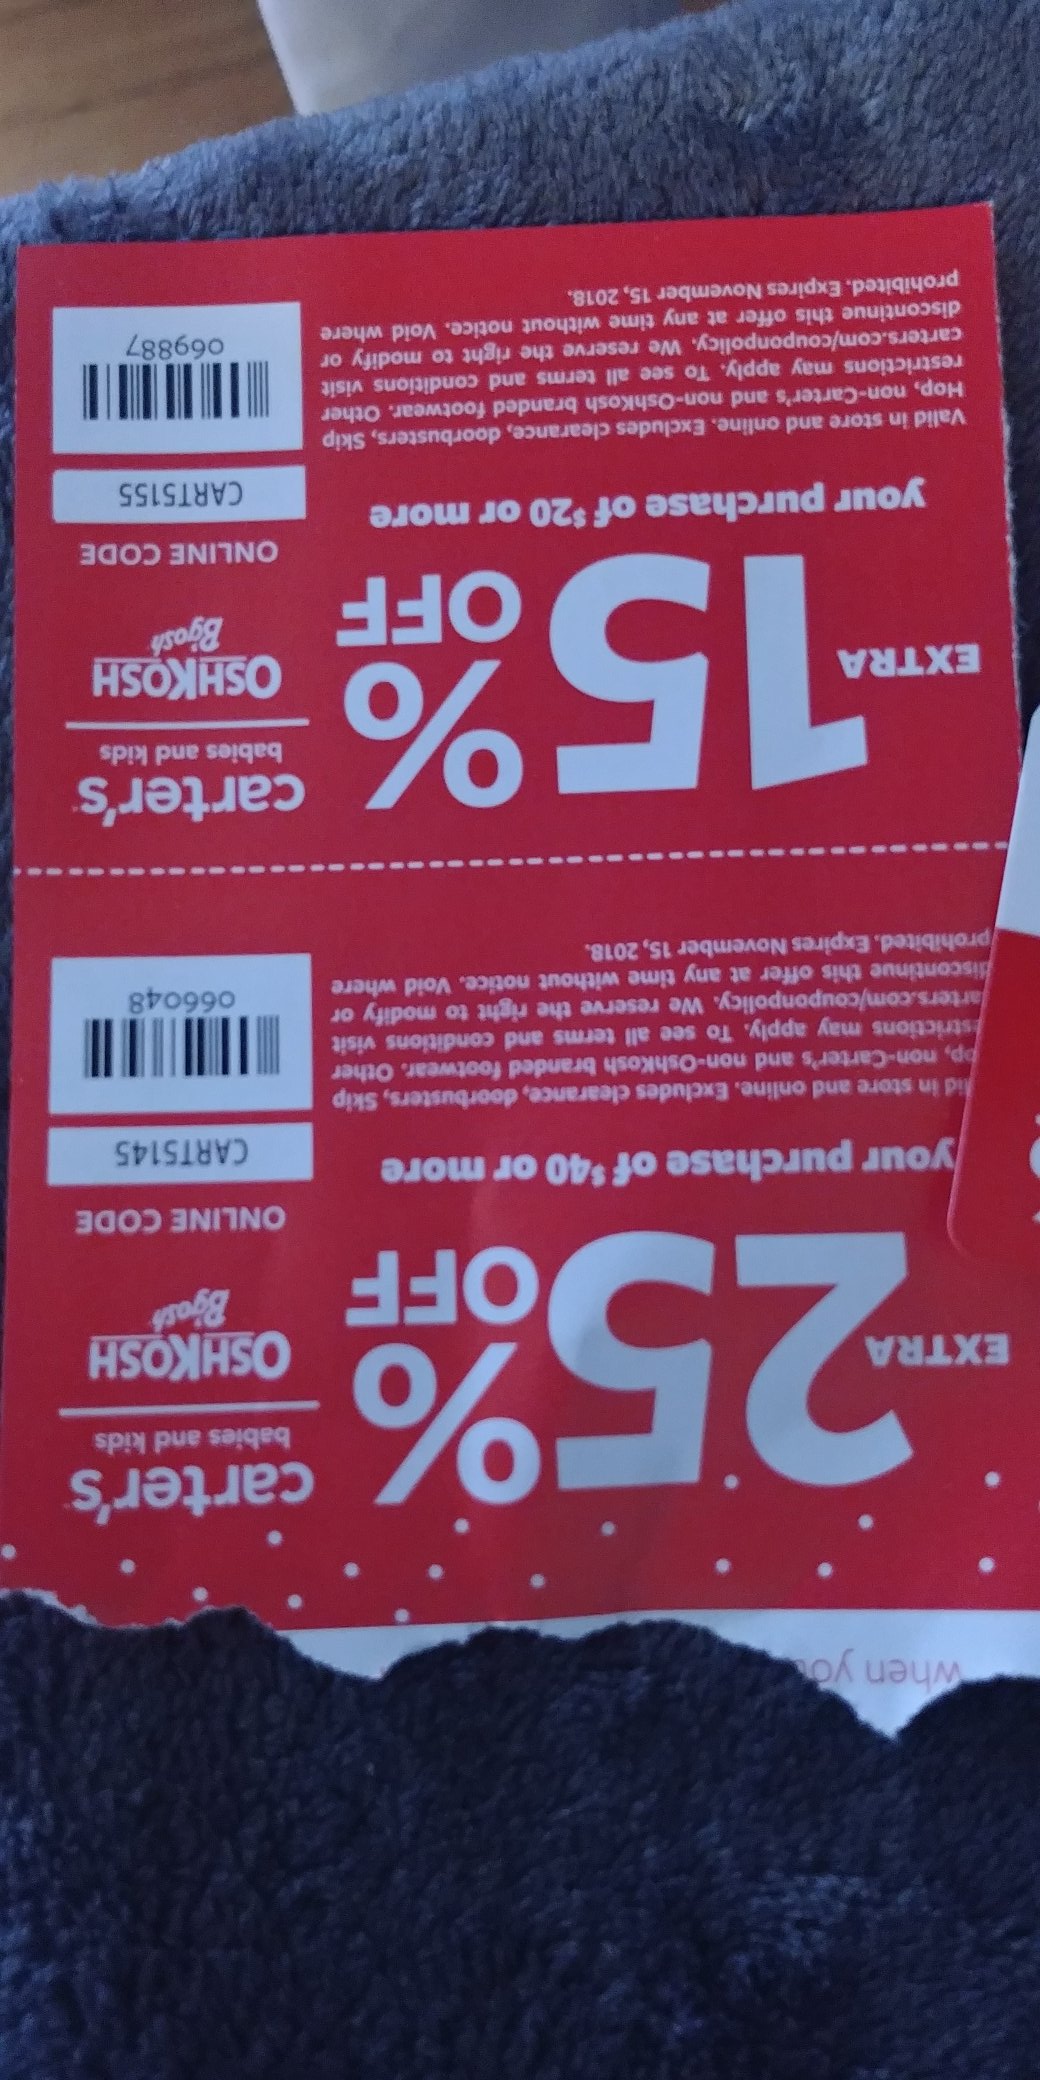 when
EXTRA
25% OFF
your purchase of $40 or more
in store and online. Excludes clearance, doorbusters, Skip
non-Carter's and non-OshKosh branded footwear. Other
may apply. To see all terms and conditions visit
arters.com/couponpolicy. We reserve the right to modify or
discontinue this offer at any time without notice. Void where
prohibited. Expires November 15, 2018.
carter's
babies and kids
OSHKOSH
B'gosh
ONLINE CODE
CART5145
066048
EXTRA
15% OFF
your purchase of $20 or more
Valid in store and online. Excludes clearance, doorbusters, Skip
Hop, non-Carter's and non-OshKosh branded footwear. Other
restrictions may apply. To see all terms and conditions visit
carters.com/couponpolicy. We reserve the right to modify or
discontinue this offer at any time without notice. Void where
prohibited. Expires November 15, 2018.
carter's
babies and kids
OSHKOSH
B'gosh
ONLINE CODE
CART5155
069887